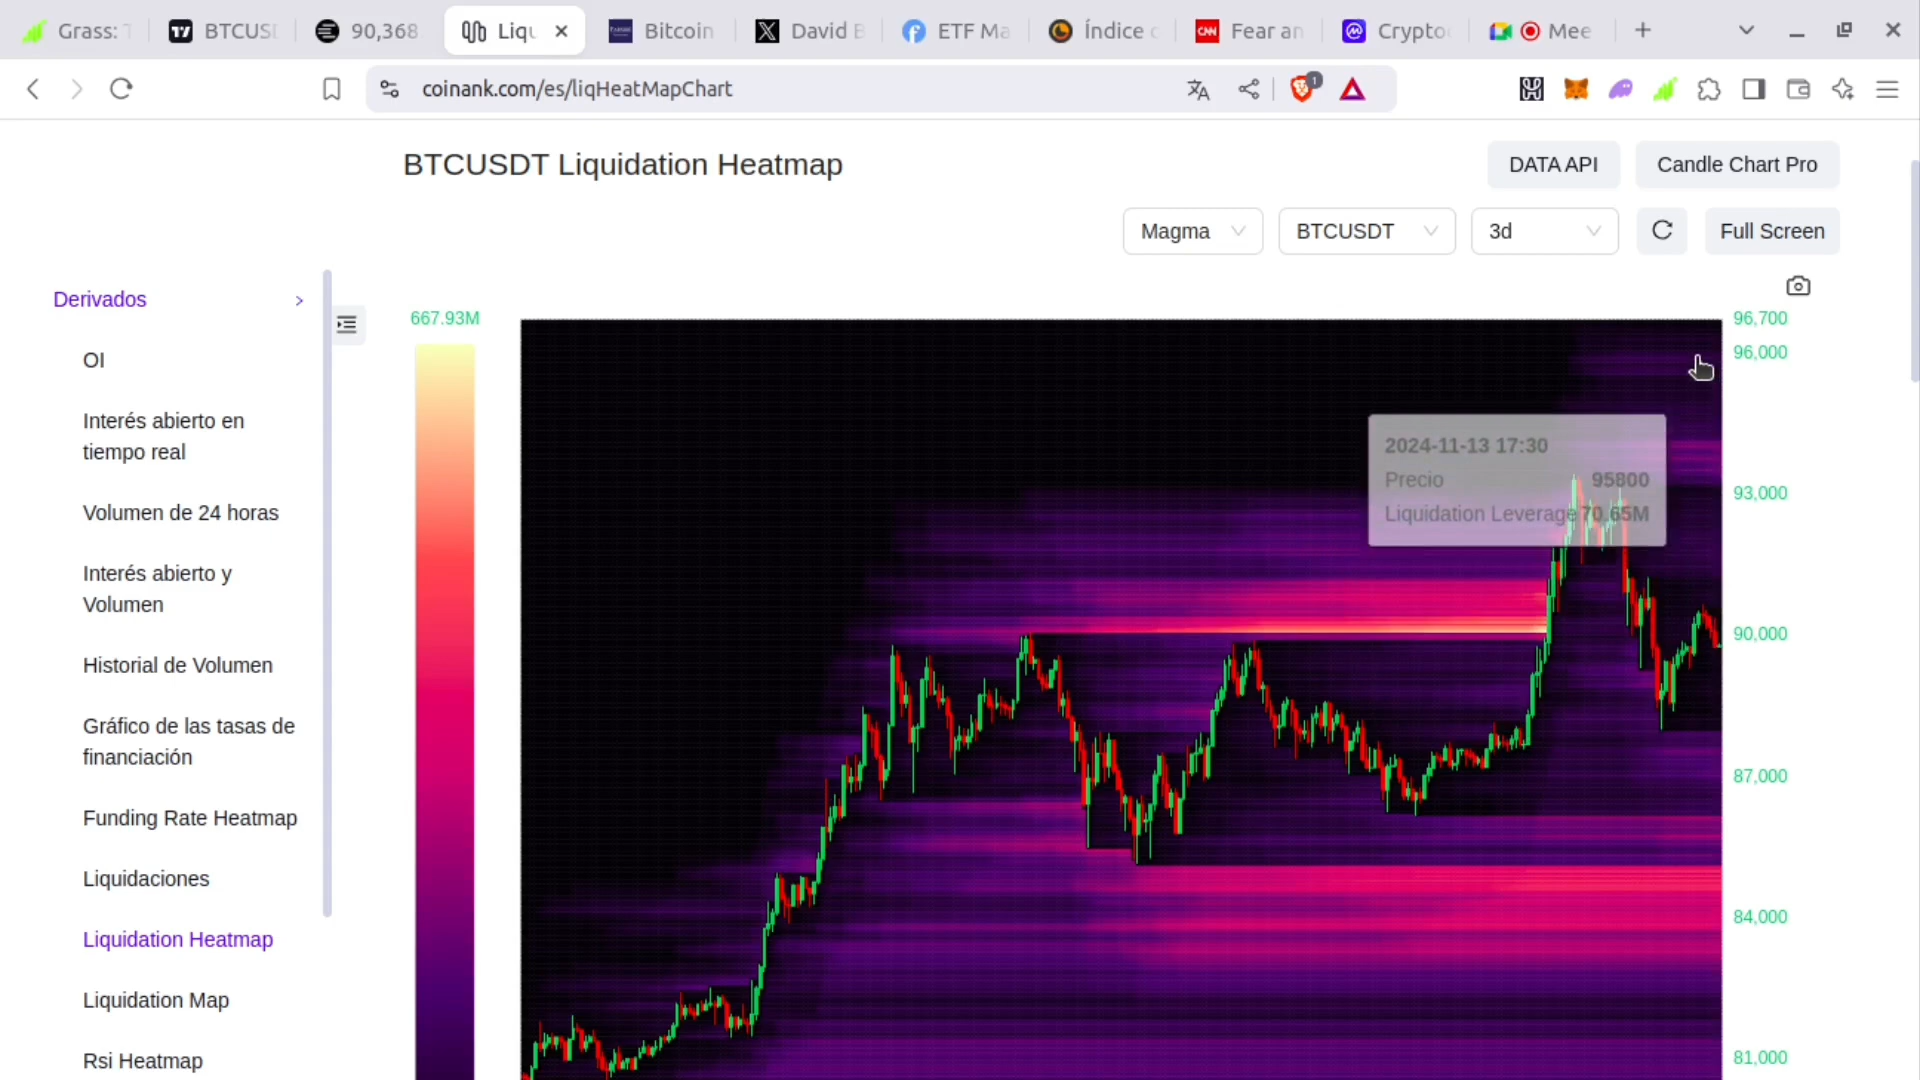 Grass: T
BTCUSD
90,368
Liqu
Bitcoin
David B
ETF Ma
Índice c
Fear an
Crypto
Mee
coinank.com/es/liqHeatMapChart
1
BTCUSDT Liquidation Heatmap
DATA API
Candle Chart Pro
Magma
BTCUSDT
3d
Full Screen
Derivados
OI
Interés abierto en
tiempo real
Volumen de 24 horas
Interés abierto y
Volumen
Historial de Volumen
Gráfico de las tasas de
financiación
Funding Rate Heatmap
Liquidaciones
Liquidation Heatmap
Liquidation Map
Rsi Heatmap
667.93M
2024-11-13 17:30
Precio 95800
Liquidation Leverage 70.65M
96,700
96,000
93,000
90,000
87,000
84,000
81,000